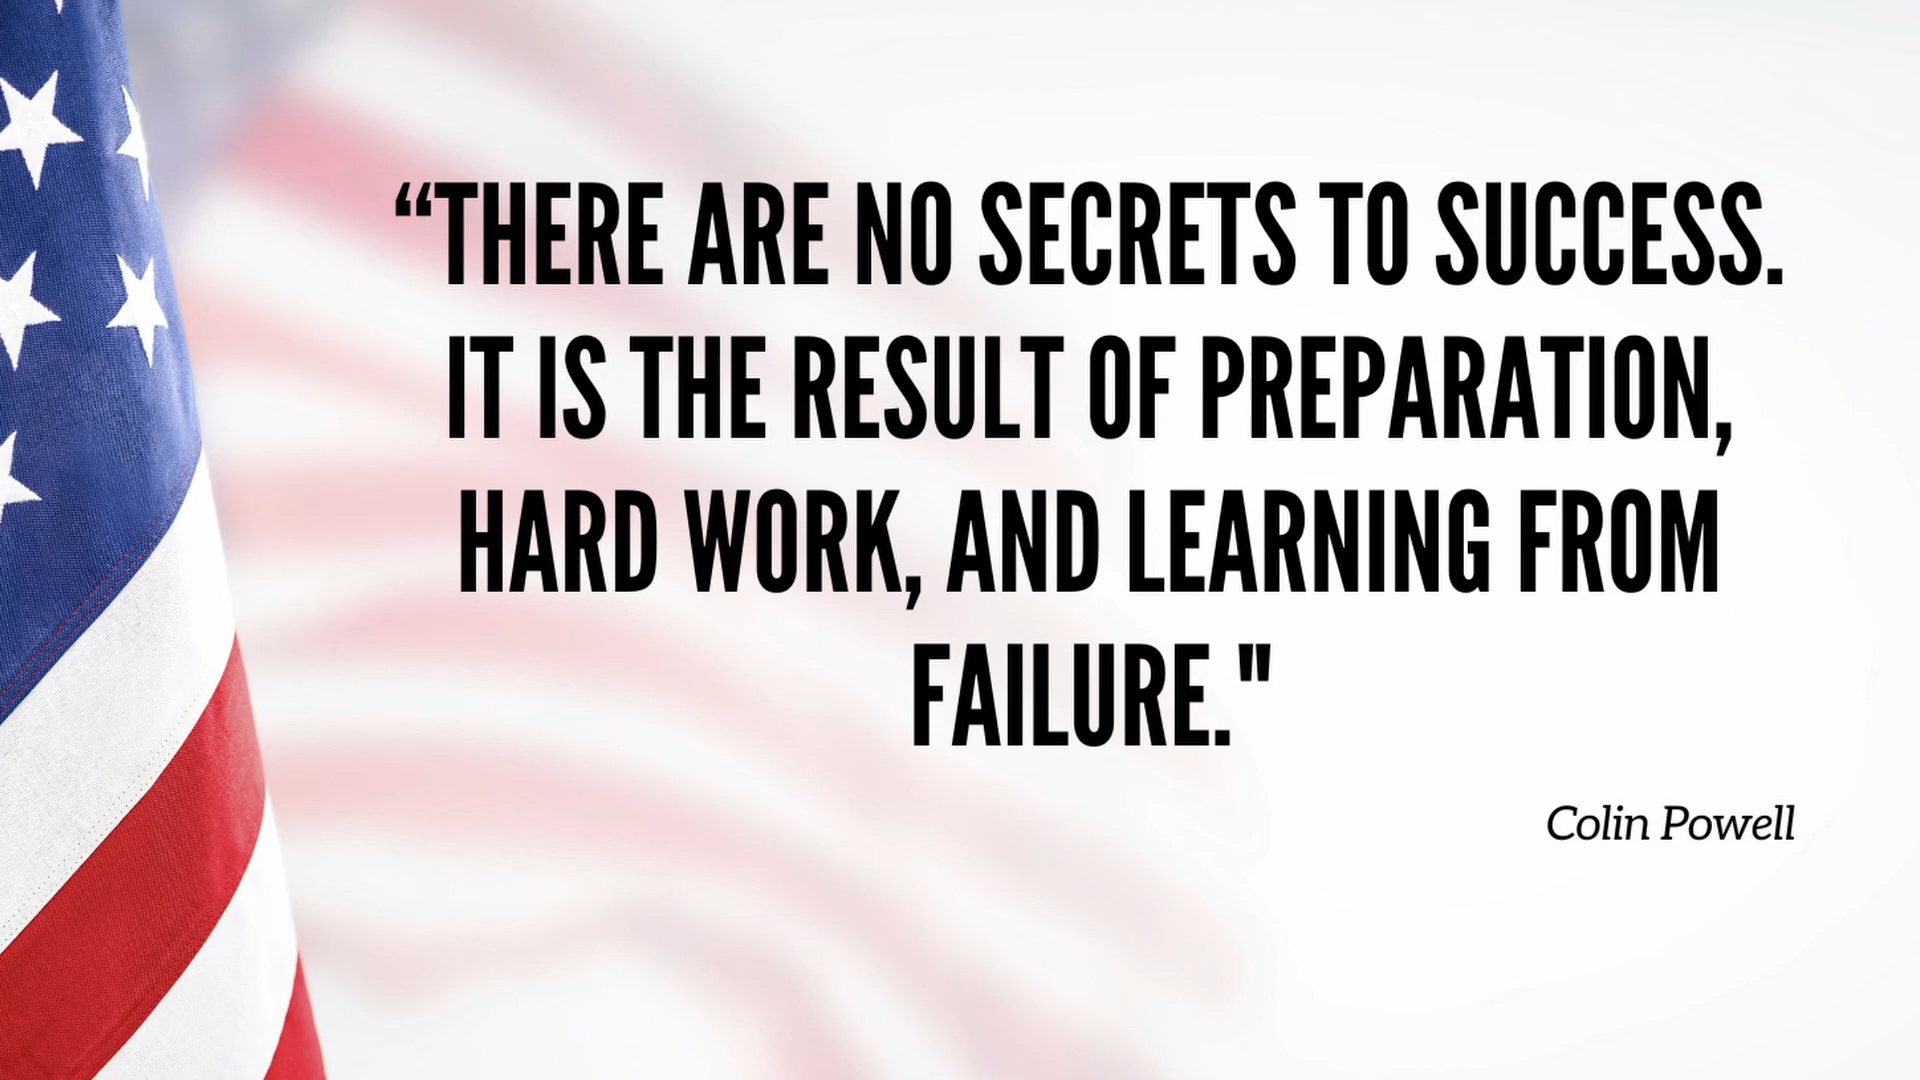 “THERE ARE NO SECRETS TO SUCCESS.
IT IS THE RESULT OF PREPARATION,
HARD WORK, AND LEARNING FROM
FAILURE."
Colin Powell